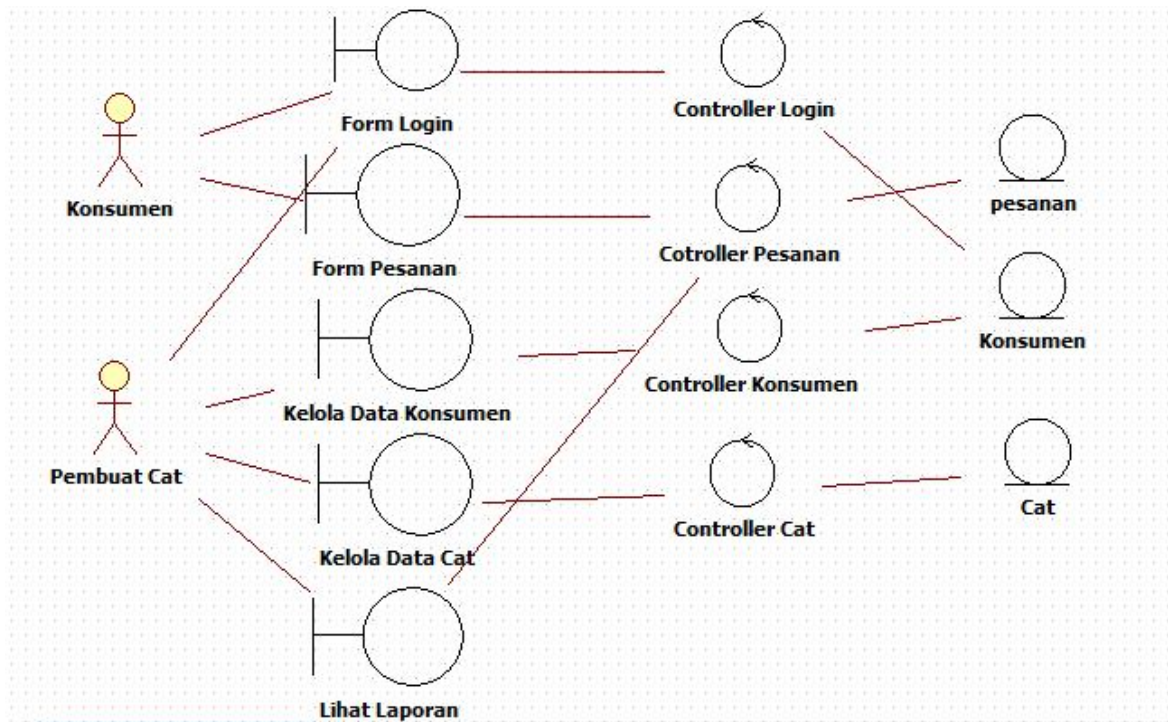 Form Login
Controller Login
Konsumen
pesanan
Form Pesanan
Cotroller Pesanan
Konsumen
Kelola Data Konsumen
Controller Konsumen
Pembuat Cat
Cat
Kelola Data Cat
Controller Cat
Lihat Laporan